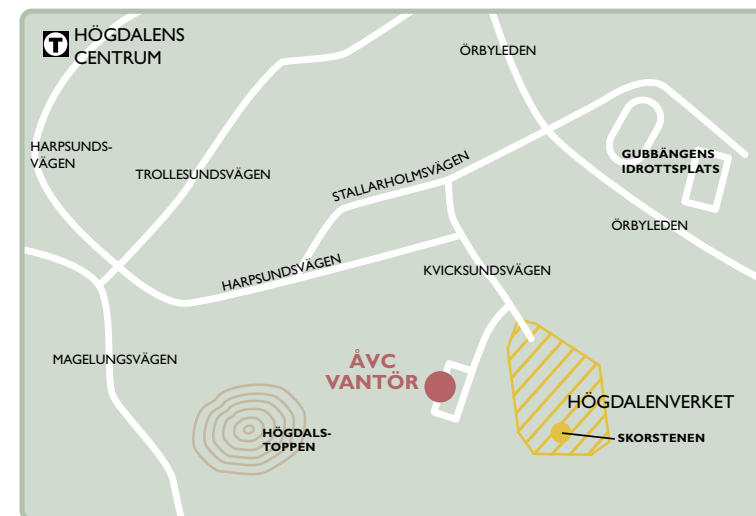 T HÖGDALENS
CENTRUM
ÖRBYLEDEN
HARPSUNDS-
VÄGEN
TROLLESUNDSVÄGEN
STALLARHOLMSVÄGEN
GUBBÄNGENS
IDROTTSPLATS
ÖRBYLEDEN
HARPSUNDSVÄGEN
KVICKSUNDSVÄGEN
MAGELUNGSVÄGEN
ÅVC
VANTÖR
HÖGDALENVERKET
HÖGDALS-
TOPPEN
SKORSTENEN